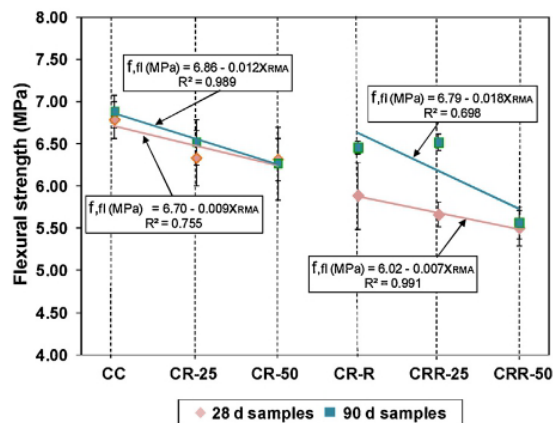 8.00
7.50
7.00
6.50
6.00
5.50
5.00
4.50
4.00
Flexural strength (MPa)
f,fl (MPa) = 6.86 - 0.012XRMA
R² = 0.989
f,fl (MPa) = 6.79 - 0.018XRMA
R² = 0.698
f,fl (MPa) = 6.70 - 0.009XRMA
R² = 0.755
f,fl (MPa) = 6.02 - 0.007XRMA
R² = 0.991
CC CR-25 CR-50 CR-R CRR-25 CRR-50
28 d samples 90 d samples